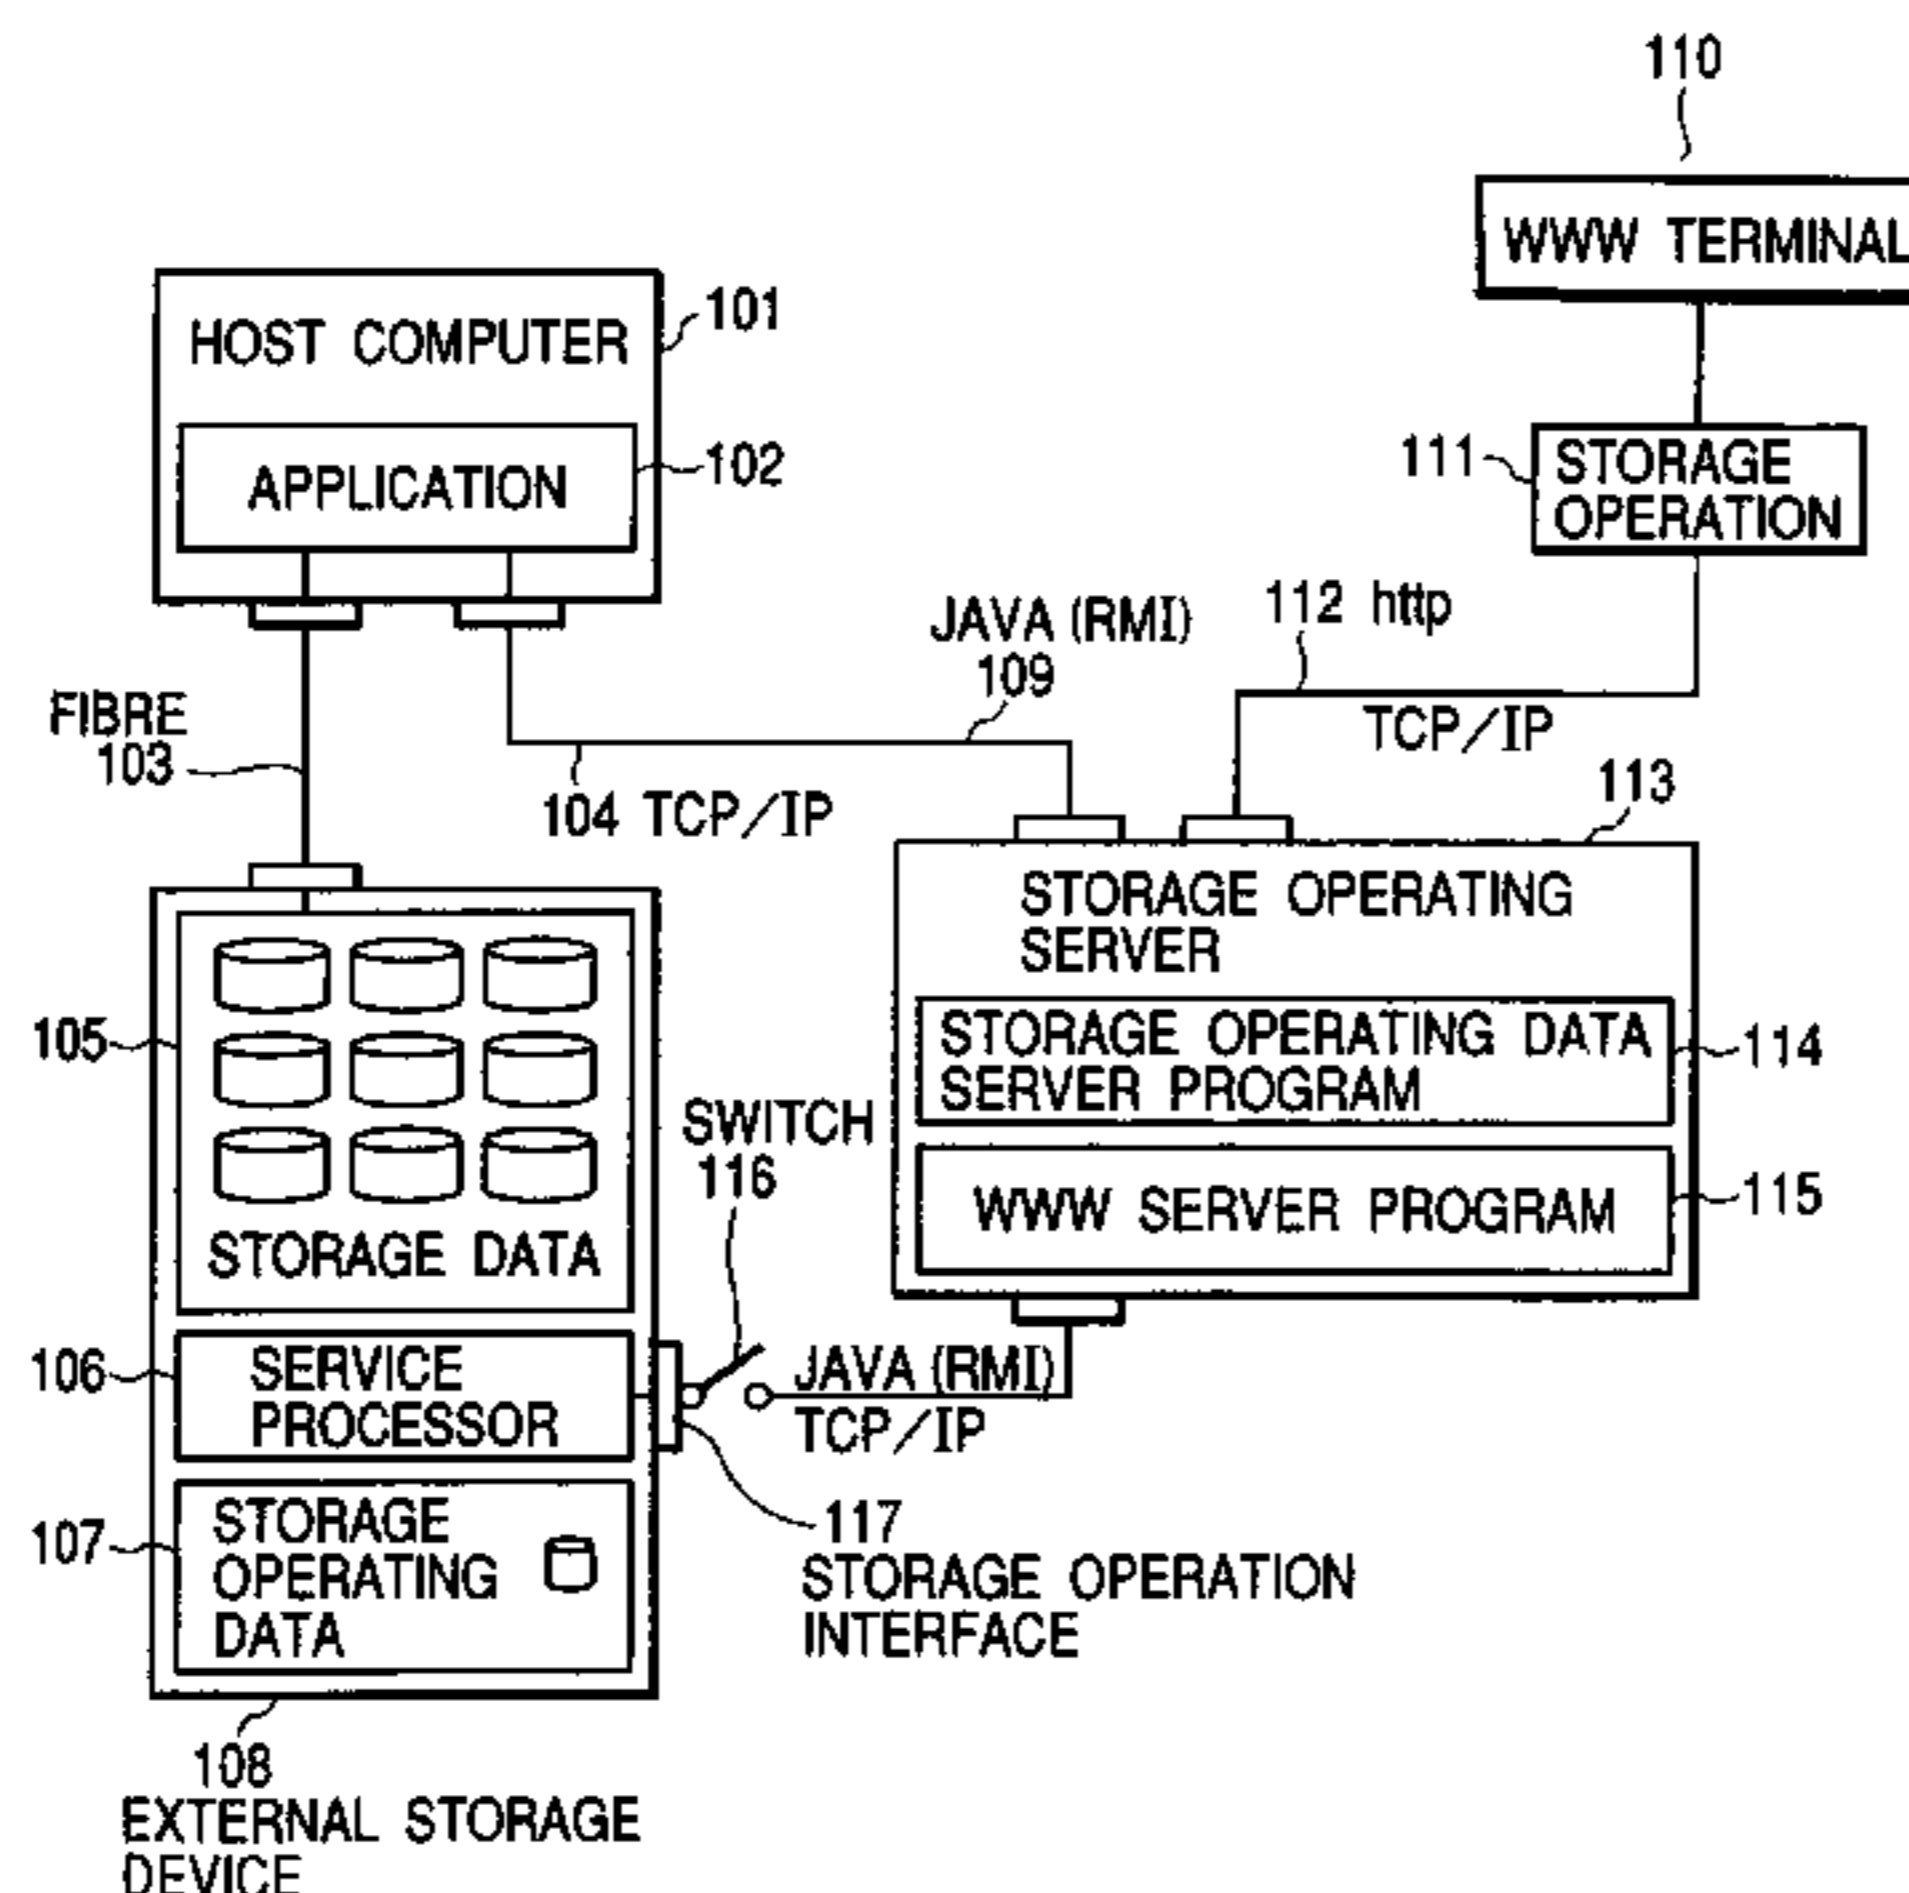 110
WWW TERMINAL
HOST COMPUTER
101
APPLICATION
102
111
STORAGE
OPERATION
112 http
TCP/IP
JAVA (RMI)
109
FIBRE
103
104 TCP/IP
113
STORAGE OPERATING
SERVER
STORAGE OPERATING DATA
SERVER PROGRAM
114
WWW SERVER PROGRAM
115
105
STORAGE DATA
SWITCH
116
106
SERVICE
PROCESSOR
JAVA (RMI)
TCP/IP
107
STORAGE
OPERATING
DATA
117
STORAGE OPERATION
INTERFACE
108
EXTERNAL STORAGE
DEVICE